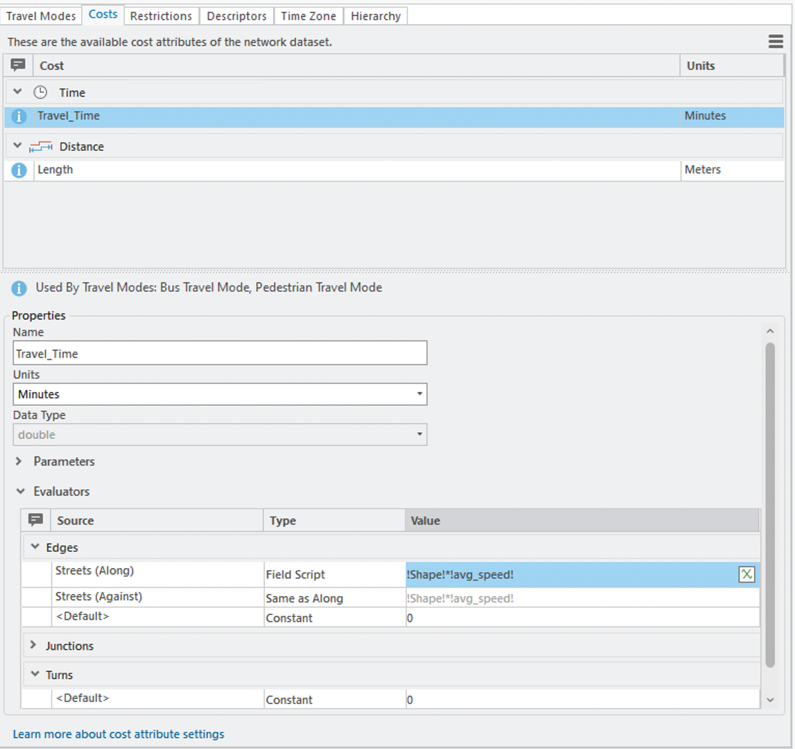 Travel Modes Costs Restrictions Descriptors Time Zone Hierarchy
These are the available cost attributes of the network dataset.
Cost Units
Time
Travel_Time Minutes
Distance
Length Meters
Used By Travel Modes: Bus Travel Mode, Pedestrian Travel Mode
Properties
Name
Travel_Time
Units
Minutes
Data Type
double
Parameters
Evaluators
Source Type Value
Edges
Streets (Along) Field Script !Shape!*!avg_speed!
Streets (Against) Same as Along !Shape!*!avg_speed!
<Default> Constant 0
Junctions
Turns
<Default> Constant 0
Learn more about cost attribute settings